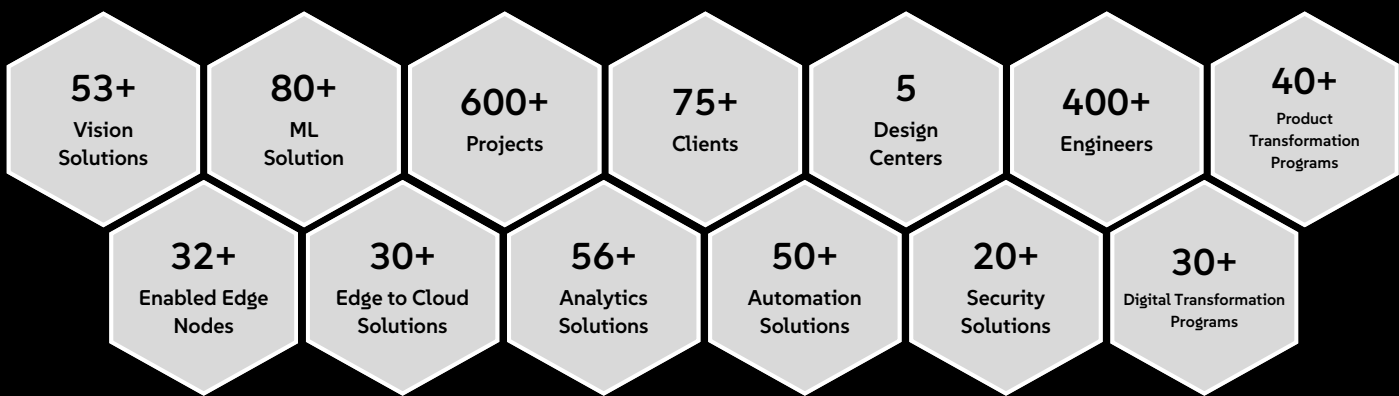 53+
Vision
Solutions
80+
ML
Solution
600+
Projects
75+
Clients
5
Design
Centers
400+
Engineers
40+
Product
Transformation
Programs
32+
Enabled Edge
Nodes
30+
Edge to Cloud
Solutions
56+
Analytics
Solutions
50+
Automation
Solutions
20+
Security
Solutions
30+
Digital Transformation
Programs